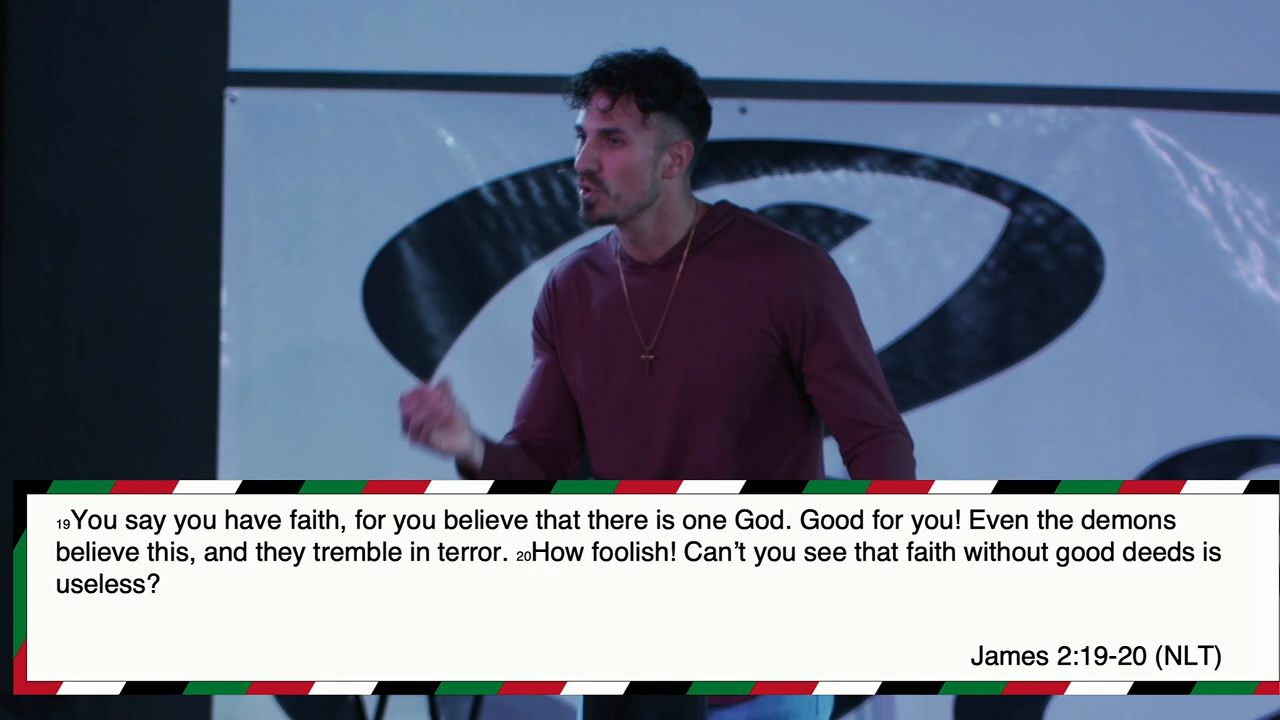 19You say you have faith, for you believe that there is one God. Good for you! Even the demons
believe this, and they tremble in terror. 20How foolish! Can’t you see that faith without good deeds is
useless?
James 2:19-20 (NLT)